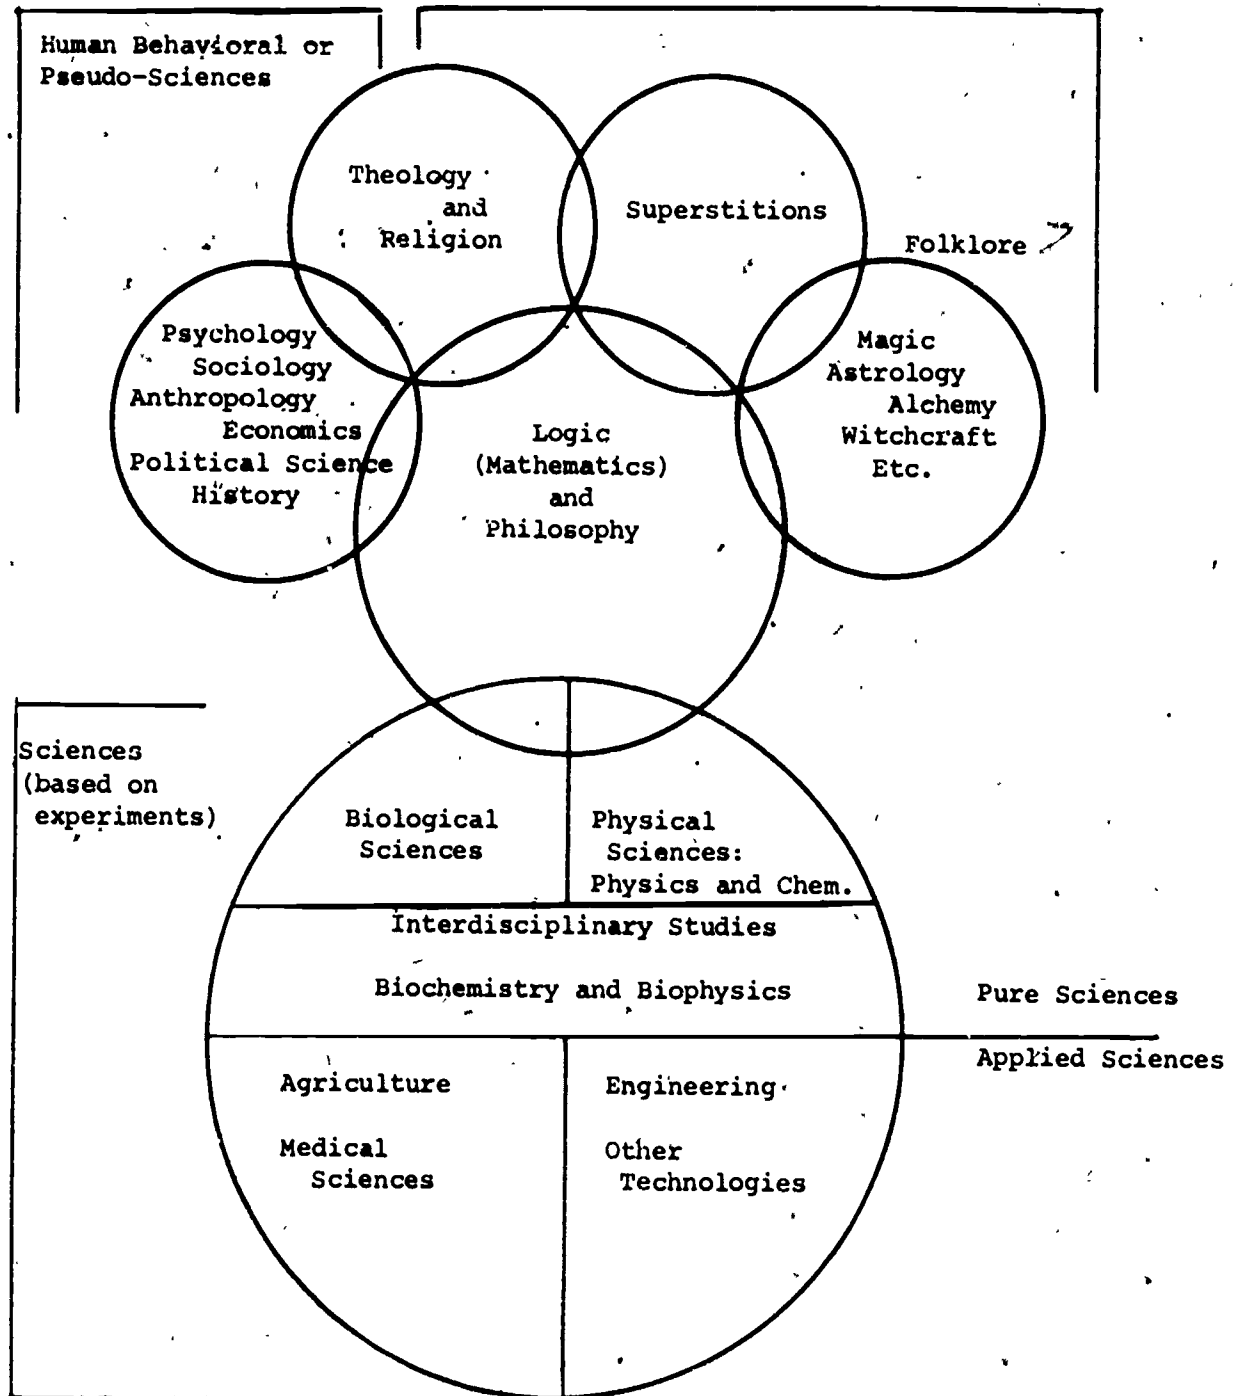 Human Behavioral or
Pseudo-Sciences
Theology
and
Religion
Superstitions
Folklore
Psychology
Sociology
Anthropology
Economics
Political Science
History
Logic
(Mathematics)
and
Philosophy
Magic
Astrology
Alchemy
Witchcraft
Etc.
Sciences
(based on
experiments)
Biological
Sciences
Physical
Sciences:
Physics and Chem.
Interdisciplinary Studies
Biochemistry and Biophysics
Pure Sciences
Applied Sciences
Agriculture
Medical
Sciences
Engineering
Other
Technologies